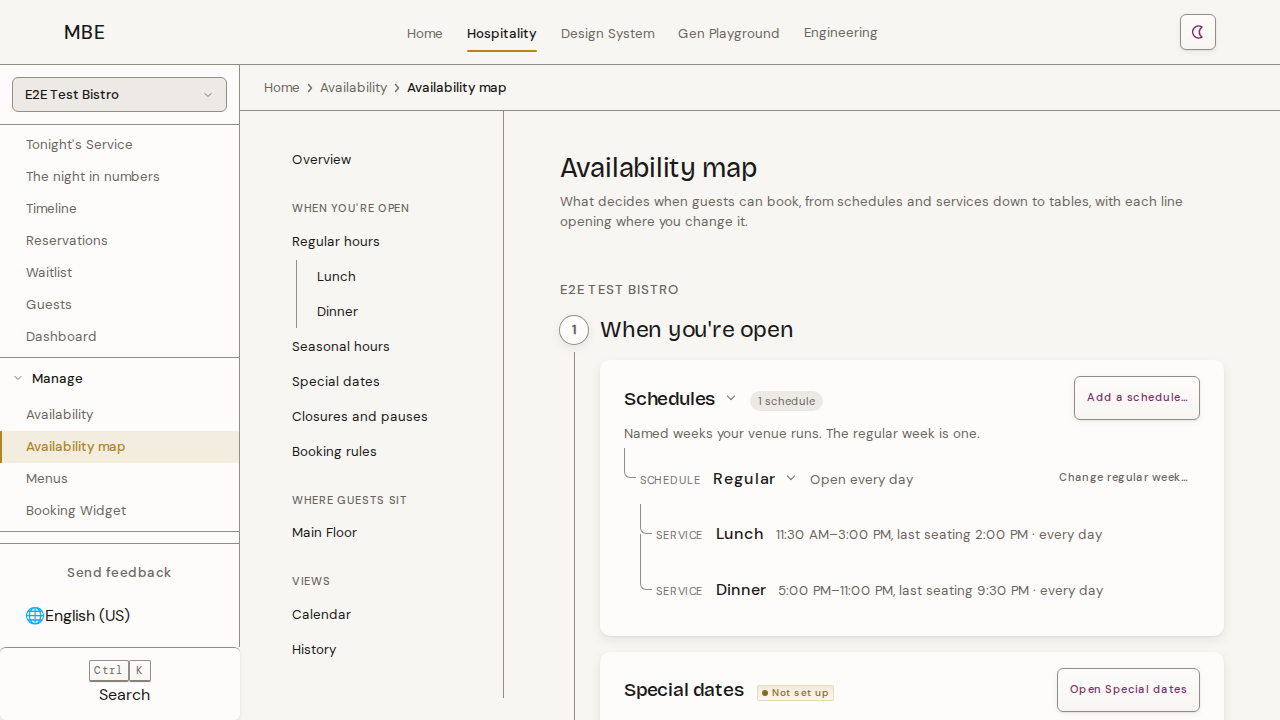 MBE
Home
Hospitality
Design System
Gen Playground
Engineering
E2E Test Bistro
Home
Availability
Availability map
Tonight's Service
The night in numbers
Timeline
Reservations
Waitlist
Guests
Dashboard
Manage
Availability
Availability map
Menus
Booking Widget
Send feedback
English (US)
Ctrl K
Search
Overview
WHEN YOU'RE OPEN
Regular hours
Lunch
Dinner
Seasonal hours
Special dates
Closures and pauses
Booking rules
WHERE GUESTS SIT
Main Floor
VIEWS
Calendar
History
Availability map
What decides when guests can book, from schedules and services down to tables, with each line
opening where you change it.
E2E TEST BISTRO
1 When you're open
Schedules 1 schedule Add a schedule…
Named weeks your venue runs. The regular week is one.
SCHEDULE Regular Open every day Change regular week…
SERVICE Lunch 11:30 AM–3:00 PM, last seating 2:00 PM · every day
SERVICE Dinner 5:00 PM–11:00 PM, last seating 9:30 PM · every day
Special dates Not set up Open Special dates